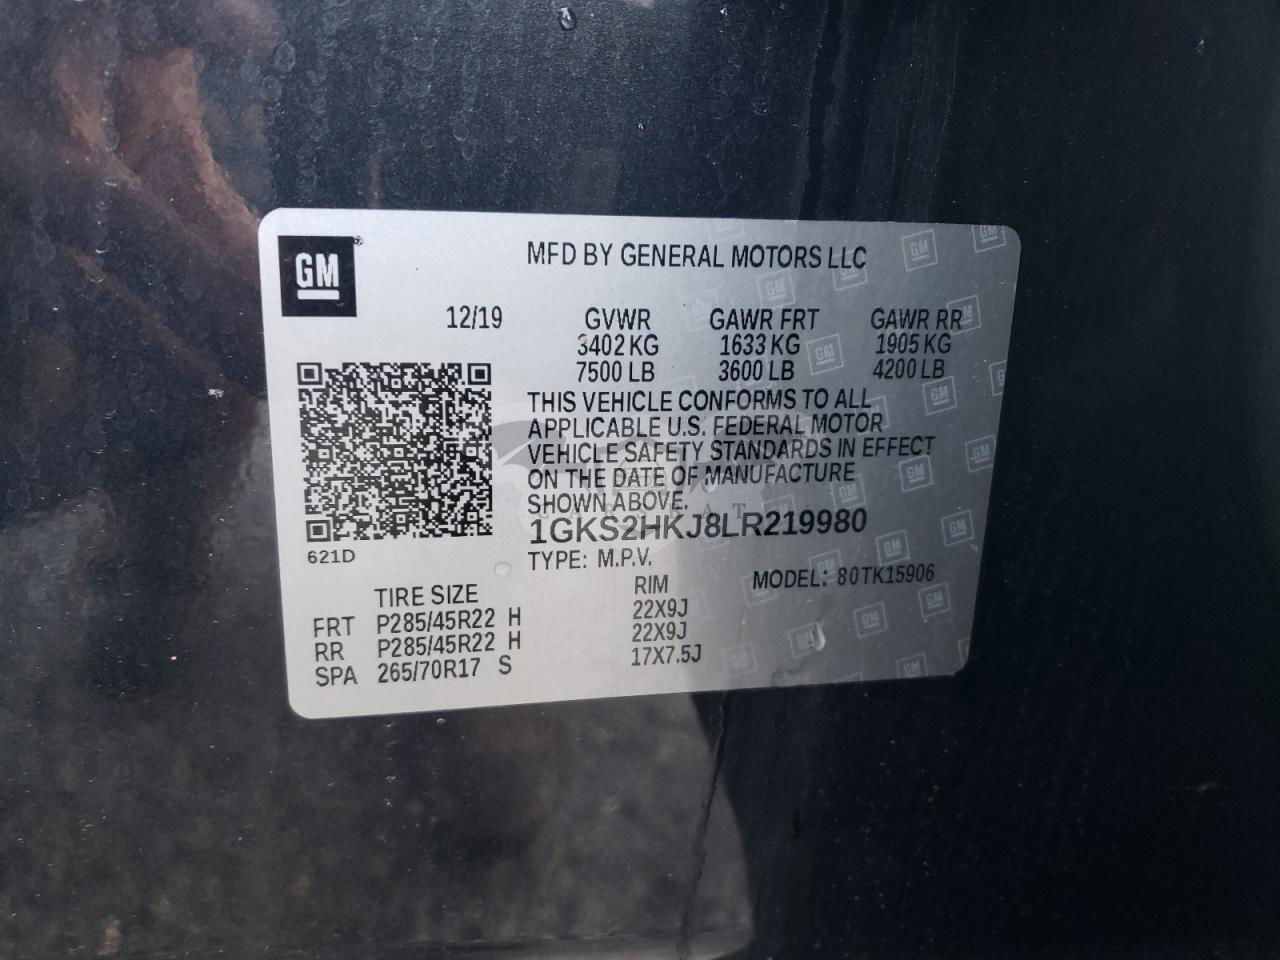 GM
MFD BY GENERAL MOTORS LLC
12/19 GVWR GAWR FRT GAWR RR
3402 KG 1633 KG 1905 KG
7500 LB 3600 LB 4200 LB
THIS VEHICLE CONFORMS TO ALL
APPLICABLE U.S. FEDERAL MOTOR
VEHICLE SAFETY STANDARDS IN EFFECT
ON THE DATE OF MANUFACTURE
SHOWN ABOVE.
1GKS2HKJ8LR219980
621D
TYPE: M.P.V. MODEL: 80TK15906
TIRE SIZE RIM
FRT P285/45R22 H 22X9J
RR P285/45R22 H 22X9J
SPA 265/70R17 S 17X7.5J